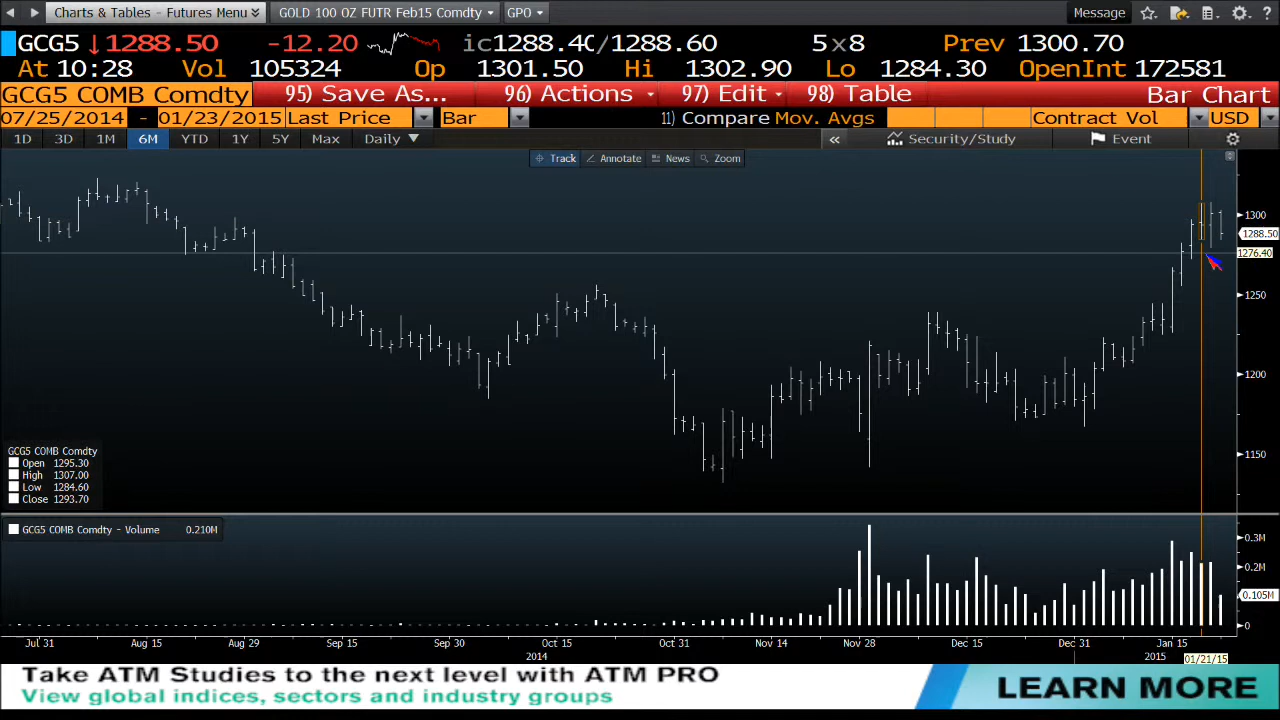 Charts & Tables - Futures Menu GOLD 100 OZ FUTR Feb15 Comdty GPO Message ?
GCG5 ↓1288.50 -12.20 ic1288.40/1288.60 5x8 Prev 1300.70
At 10:28 Vol 105324 Op 1301.50 Hi 1302.90 Lo 1284.30 OpenInt 172581
GCG5 COMB Comdty 95) Save As... 96) Actions 97) Edit 98) Table Bar Chart
07/25/2014 - 01/23/2015 Last Price Bar 11) Compare Mov. Avgs Contract Vol USD
1D 3D 1M 6M YTD 1Y 5Y Max Daily « Security/Study Event
Track Annotate News Zoom
1300
1288.50
1276.40
1250
1200
1150
GCG5 COMB Comdty
Open 1295.30
High 1307.00
Low 1284.60
Close 1293.70
GCG5 COMB Comdty - Volume 0.210M
0.3M
0.2M
0.105M
0
Jul 31 Aug 15 Aug 29 Sep 15 Sep 30 Oct 15 Oct 31 Nov 14 Nov 28 Dec 15 Dec 31 Jan 15
2014 2015 01/21/15
Take ATM Studies to the next level with ATM PRO
View global indices, sectors and industry groups
LEARN MORE